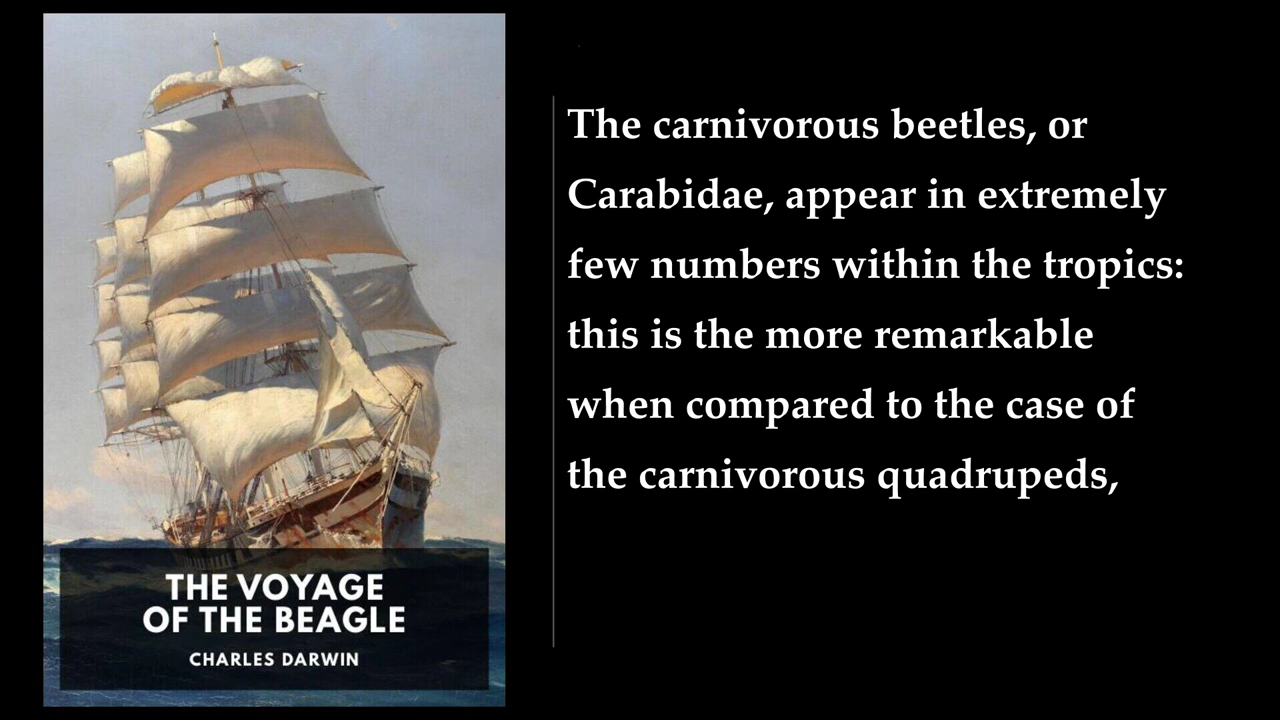 THE VOYAGE
OF THE BEAGLE
CHARLES DARWIN
The carnivorous beetles, or
Carabidae, appear in extremely
few numbers within the tropics:
this is the more remarkable
when compared to the case of
the carnivorous quadrupeds,